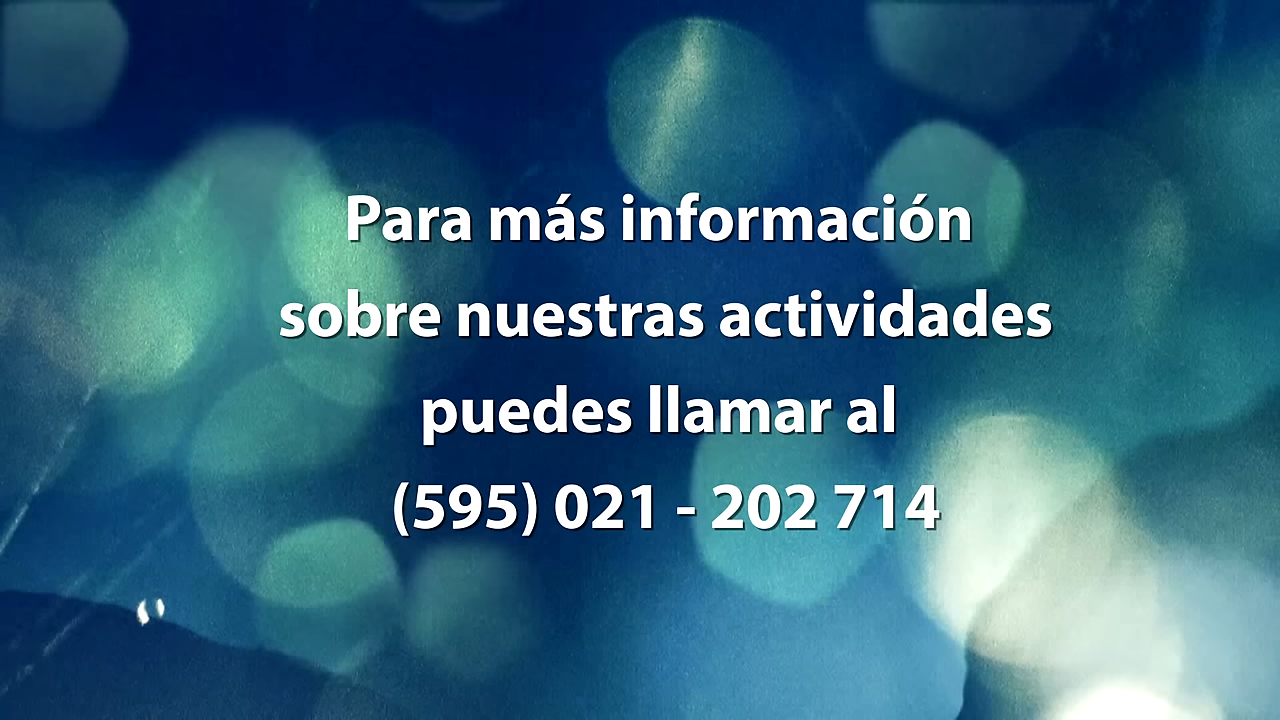 Para más información
sobre nuestras actividades
puedes llamar al
(595) 021 - 202 714